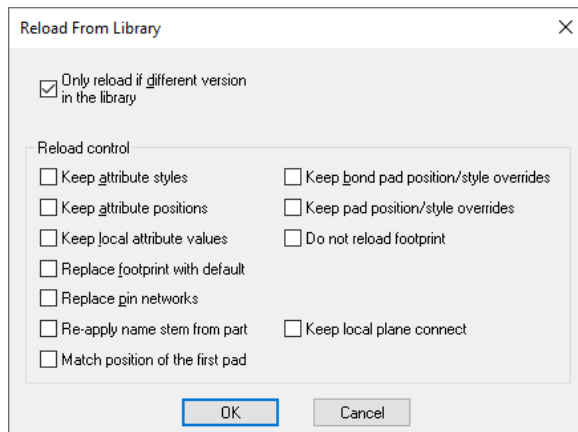 Reload From Library
Only reload if different version
in the library
Reload control
Keep attribute styles
Keep bond pad position/style overrides
Keep attribute positions
Keep pad position/style overrides
Keep local attribute values
Do not reload footprint
Replace footprint with default
Replace pin networks
Re-apply name stem from part
Keep local plane connect
Match position of the first pad
OK
Cancel